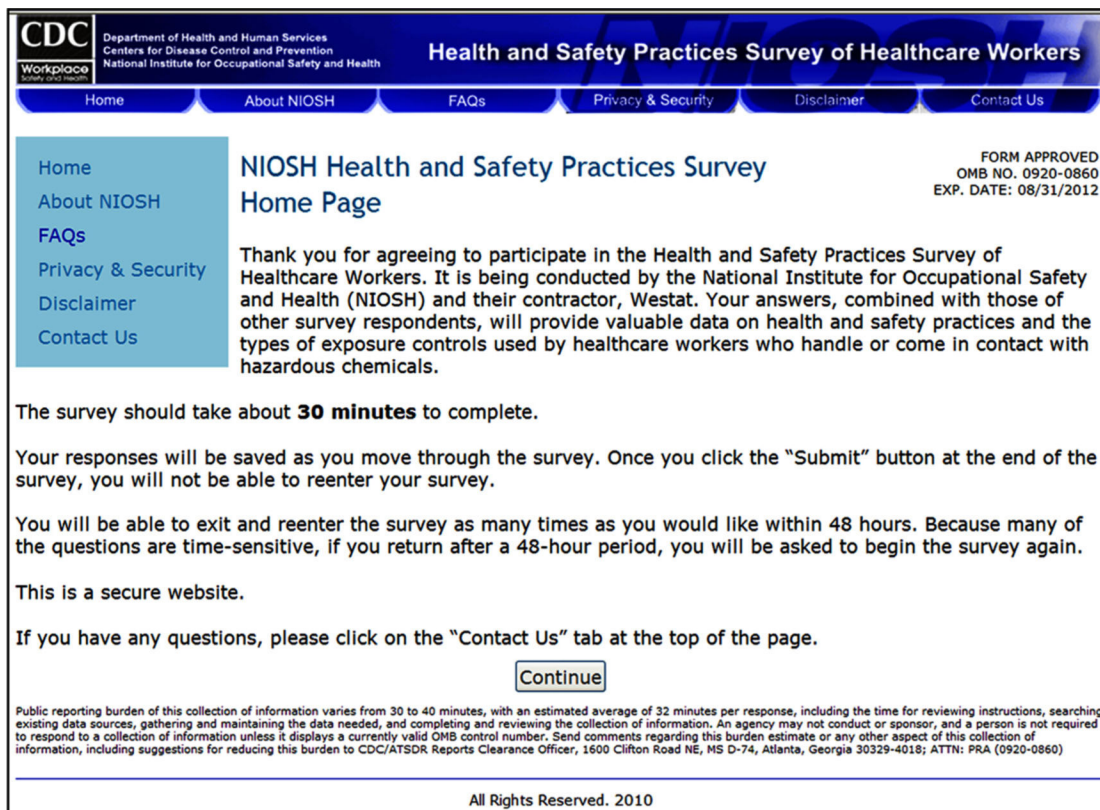 CDC
Workplace
Safety and Health
Department of Health and Human Services
Centers for Disease Control and Prevention
National Institute for Occupational Safety and Health
NIOSH
Health and Safety Practices Survey of Healthcare Workers
Home About NIOSH FAQs Privacy & Security Disclaimer Contact Us
Home
About NIOSH
FAQs
Privacy & Security
Disclaimer
Contact Us
NIOSH Health and Safety Practices Survey
Home Page
FORM APPROVED
OMB NO. 0920-0860
EXP. DATE: 08/31/2012
Thank you for agreeing to participate in the Health and Safety Practices Survey of
Healthcare Workers. It is being conducted by the National Institute for Occupational Safety
and Health (NIOSH) and their contractor, Westat. Your answers, combined with those of
other survey respondents, will provide valuable data on health and safety practices and the
types of exposure controls used by healthcare workers who handle or come in contact with
hazardous chemicals.
The survey should take about 30 minutes to complete.
Your responses will be saved as you move through the survey. Once you click the “Submit” button at the end of the
survey, you will not be able to reenter your survey.
You will be able to exit and reenter the survey as many times as you would like within 48 hours. Because many of
the questions are time-sensitive, if you return after a 48-hour period, you will be asked to begin the survey again.
This is a secure website.
If you have any questions, please click on the “Contact Us” tab at the top of the page.
Continue
Public reporting burden of this collection of information varies from 30 to 40 minutes, with an estimated average of 32 minutes per response, including the time for reviewing instructions, searching
existing data sources, gathering and maintaining the data needed, and completing and reviewing the collection of information. An agency may not conduct or sponsor, and a person is not required
to respond to a collection of information unless it displays a currently valid OMB control number. Send comments regarding this burden estimate or any other aspect of this collection of
information, including suggestions for reducing this burden to CDC/ATSDR Reports Clearance Officer, 1600 Clifton Road NE, MS D-74, Atlanta, Georgia 30329-4018; ATTN: PRA (0920-0860)
All Rights Reserved. 2010